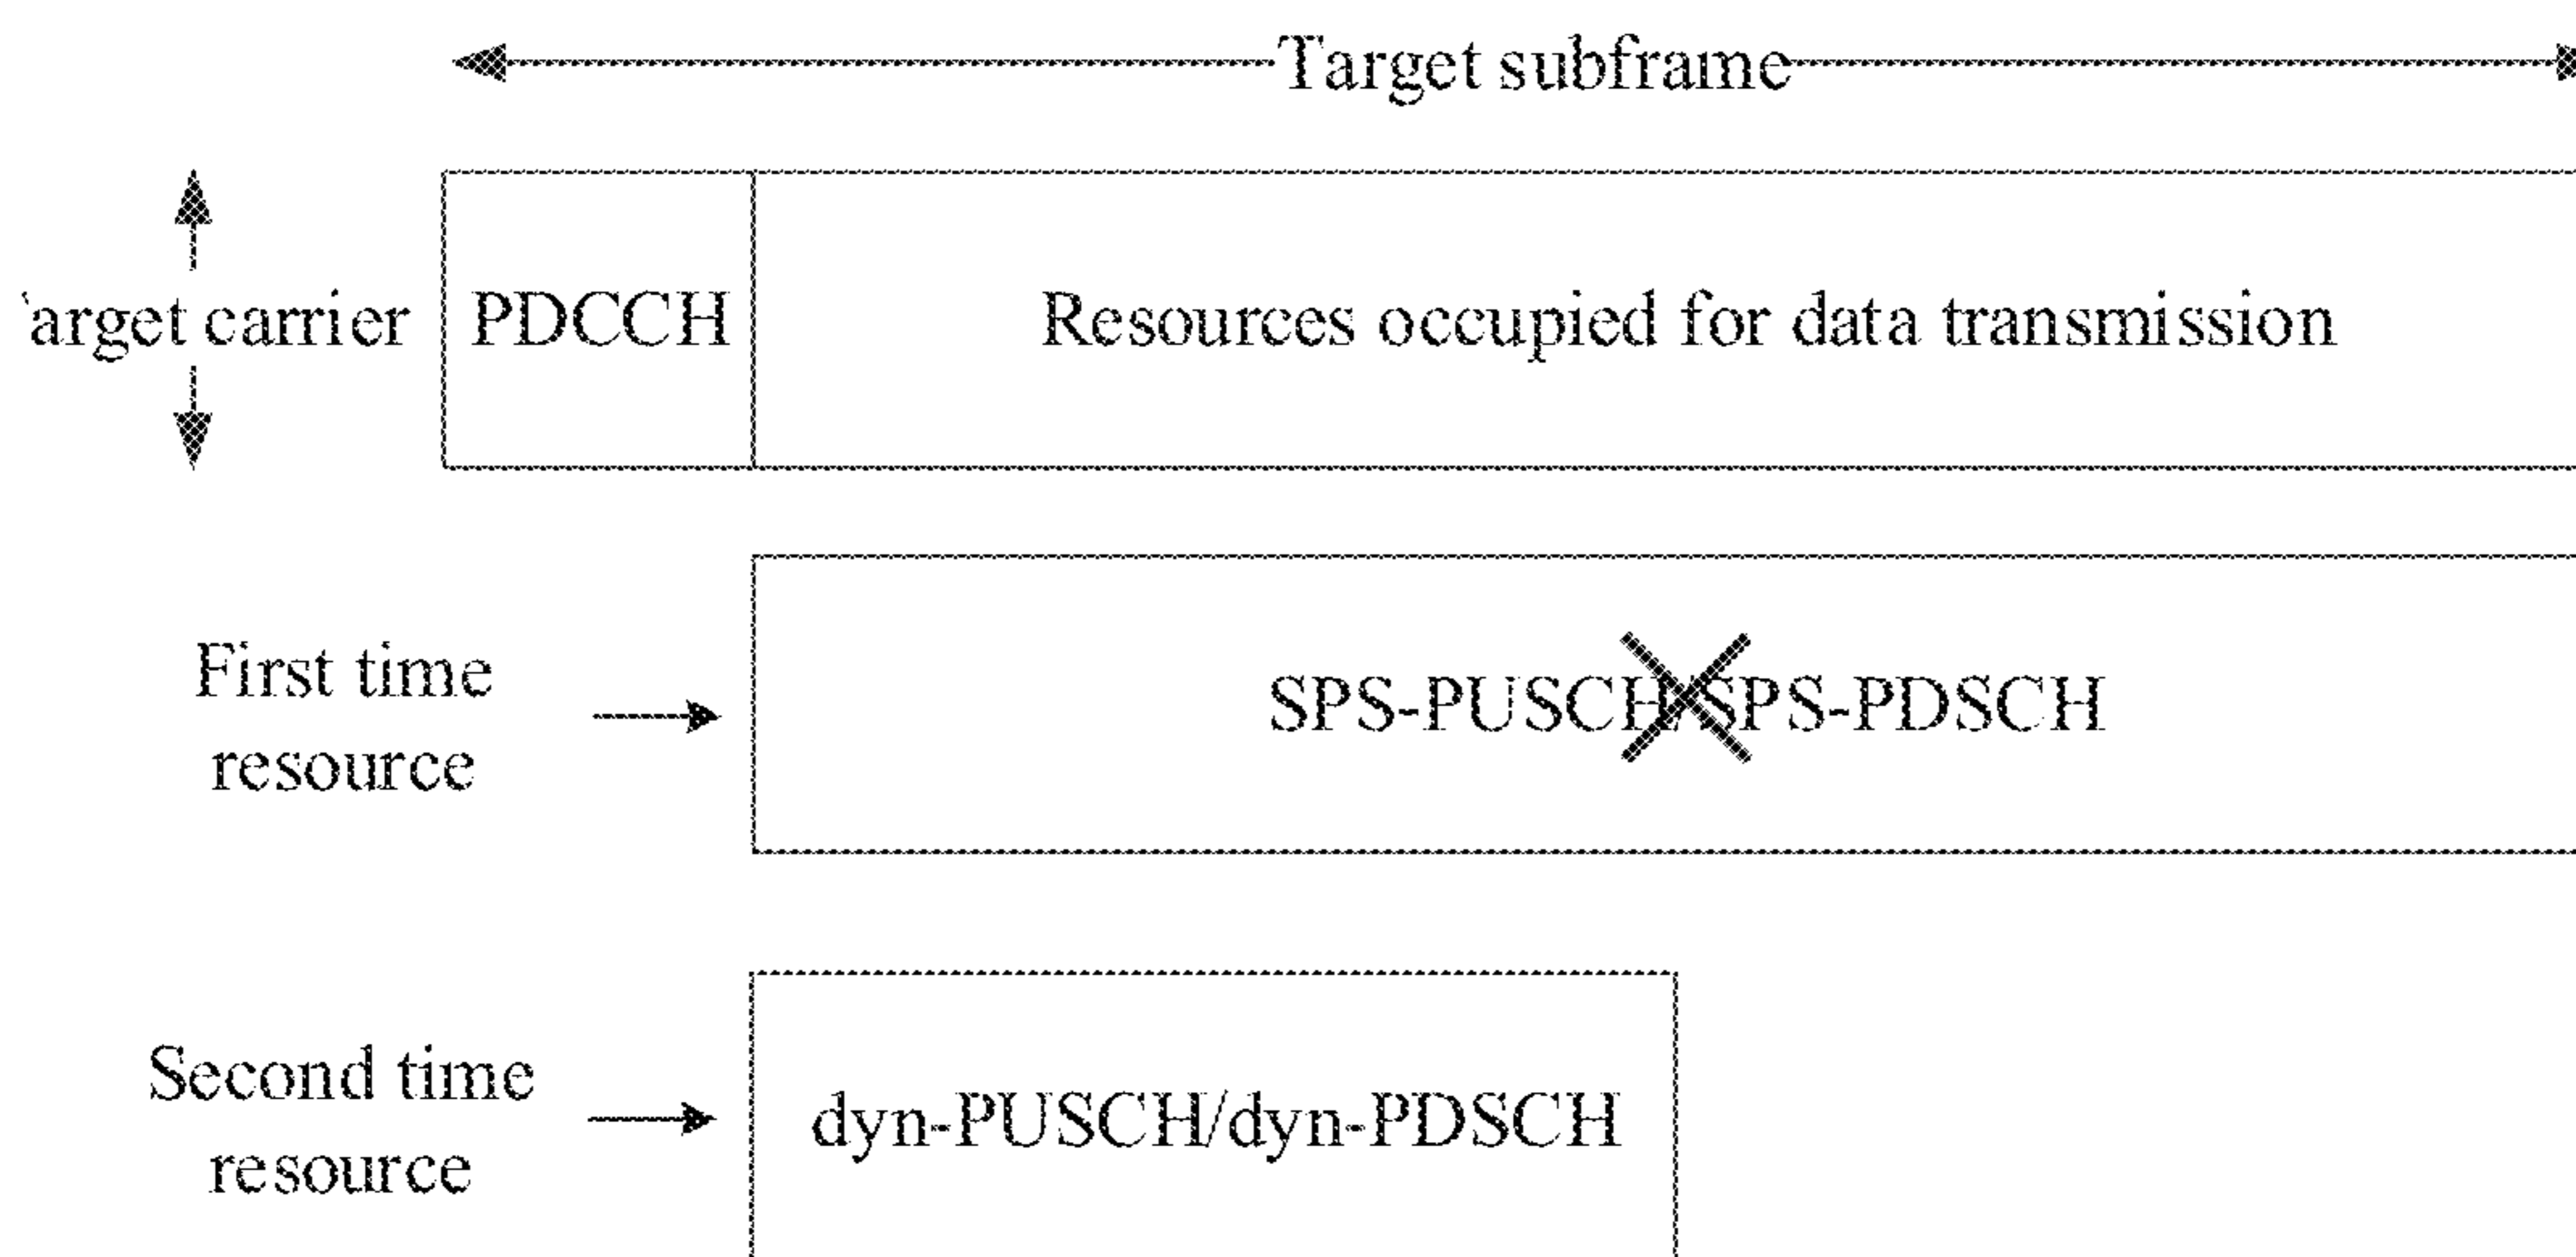 Target subframe
arget carrier
PDCCH
Resources occupied for data transmission
First time
resource
SPS-PUSCH/SPS-PDSCH
Second time
resource
dyn-PUSCH/dyn-PDSCH